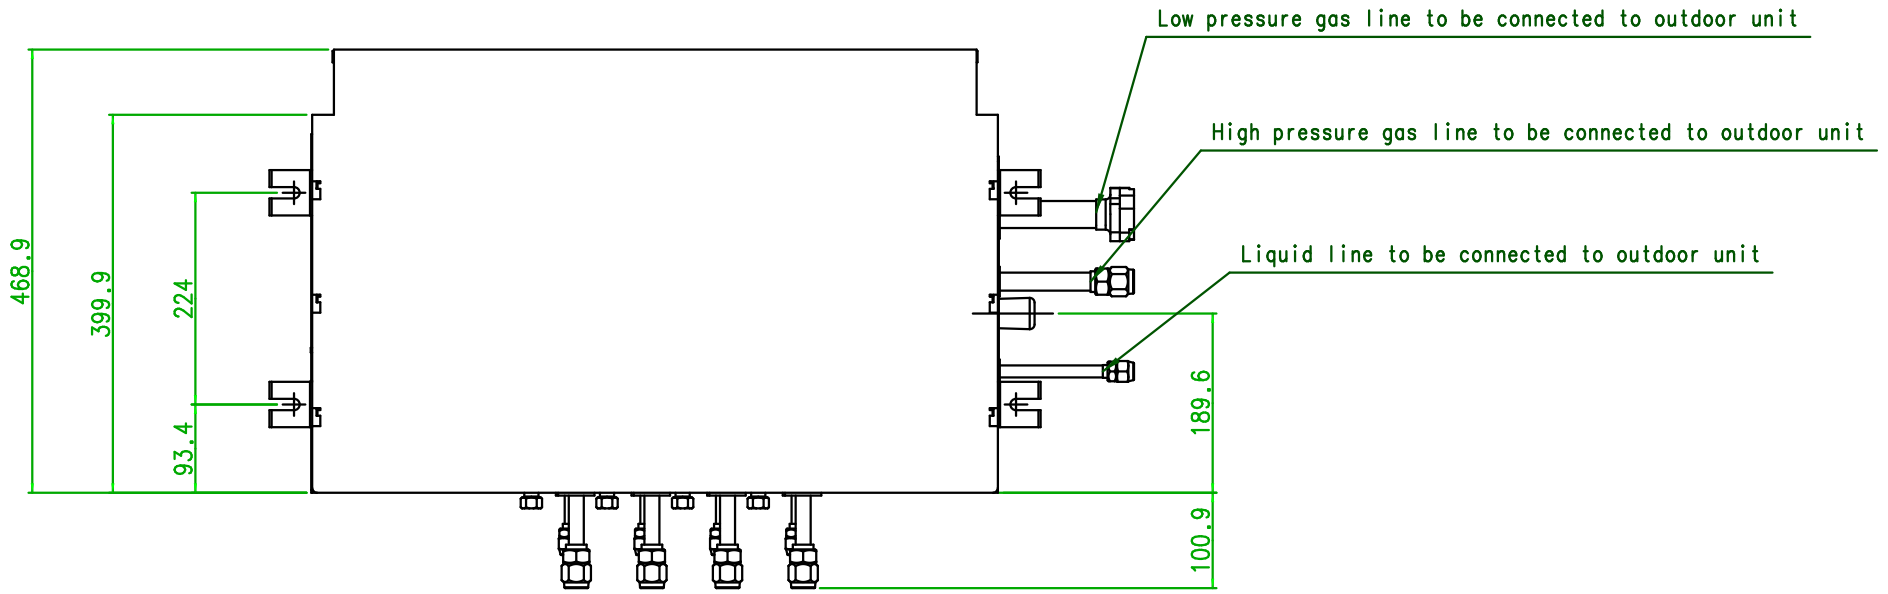 Low pressure gas line to be connected to outdoor unit
High pressure gas line to be connected to outdoor unit
Liquid line to be connected to outdoor unit
468.9
399.9
224
93.4
189.6
100.9